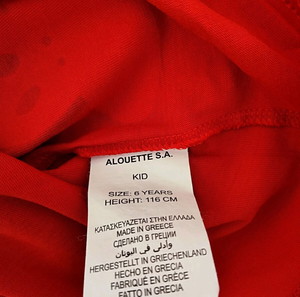 ALOUETTE S.A.
KID
SIZE: 6 YEARS
HEIGHT: 116 CM
ΚΑΤΑΣΚΕΥΑΖΕΤΑΙ ΣΤΗΝ ΕΛΛΑΔΑ
MADE IN GREECE
СДЕЛАНО В ГРЕЦИИ
في اليونان
HERGESTELLT IN GRIECHENLAND
HECHO EN GRECIA
FABRIQUÉ EN GRÈCE
FATTO IN GRECIA